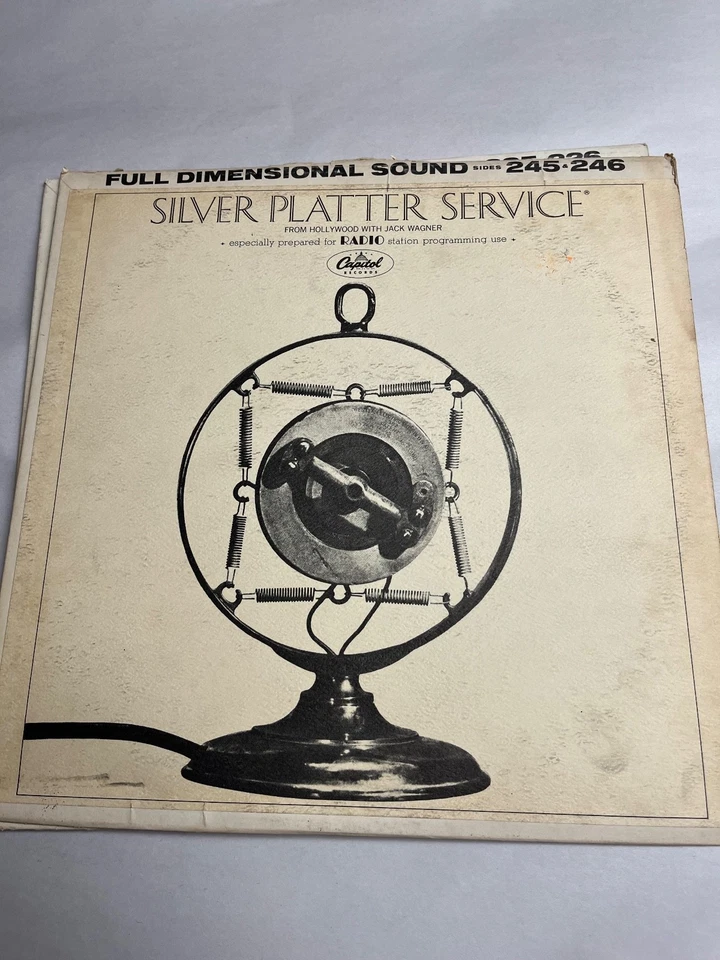 FULL DIMENSIONAL SOUND SIDES 245 & 246
SILVER PLATTER SERVICE®
FROM HOLLYWOOD WITH JACK WAGNER
• especially prepared for RADIO station programming use •
Capitol
RECORDS